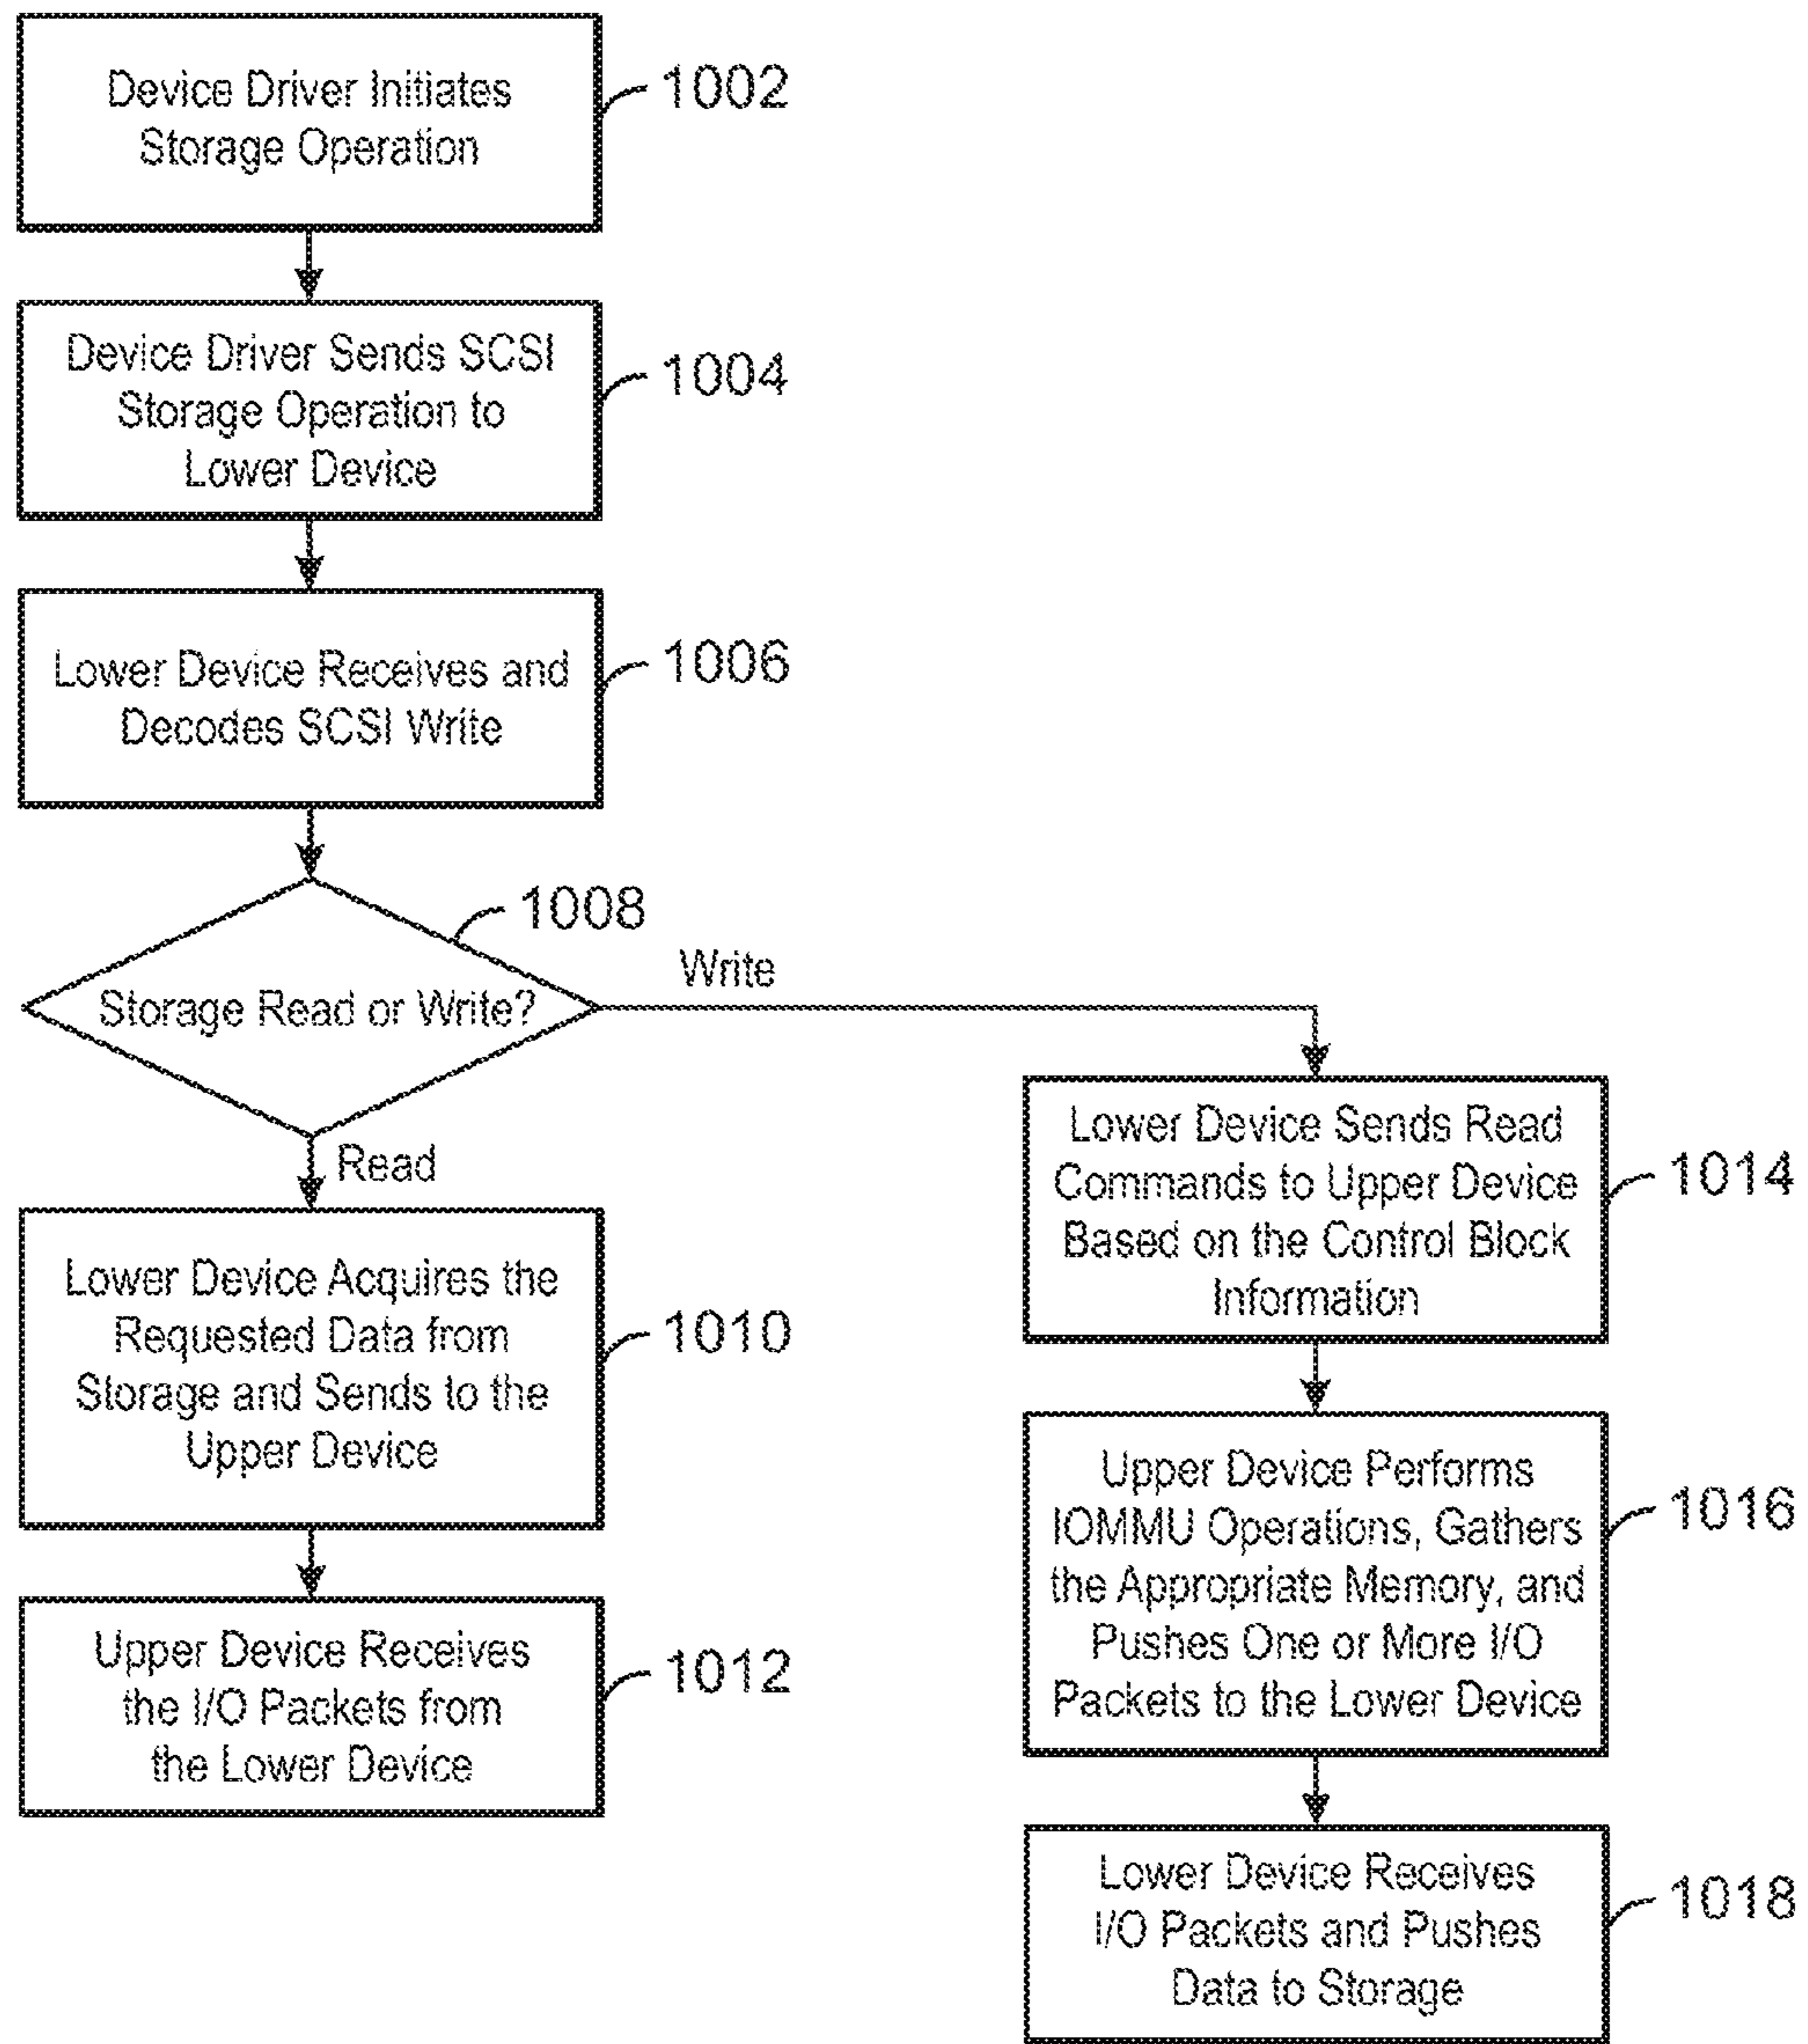 Device Driver Initiates
Storage Operation
1002
Device Driver Sends SCSI
Storage Operation to
Lower Device
1004
Lower Device Receives and
Decodes SCSI Write
1006
1008
Storage Read or Write?
Write
Read
Lower Device Acquires the
Requested Data from
Storage and Sends to the
Upper Device
1010
Upper Device Receives
the I/O Packets from
the Lower Device
1012
Lower Device Sends Read
Commands to Upper Device
Based on the Control Block
Information
1014
Upper Device Performs
IOMMU Operations, Gathers
the Appropriate Memory, and
Pushes One or More I/O
Packets to the Lower Device
1016
Lower Device Receives
I/O Packets and Pushes
Data to Storage
1018